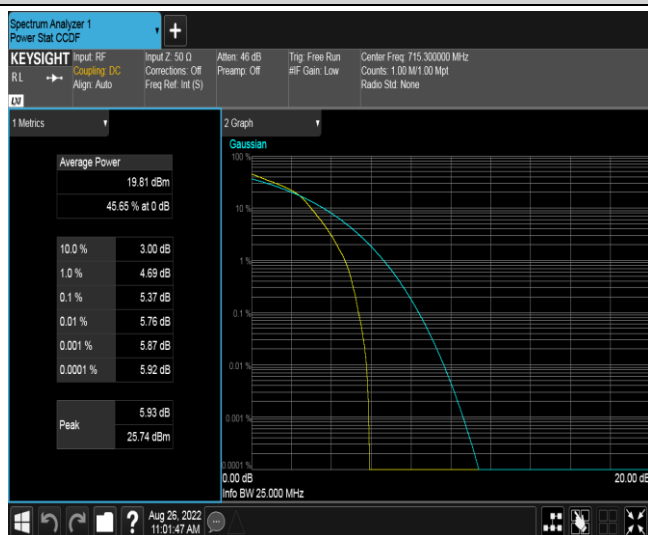 Spectrum Analyzer 1
Power Stat CCDF
+
KEYSIGHT
RL
LXI
Input: RF
Coupling: DC
Align: Auto
Input Z: 50 Ω
Corrections: Off
Freq Ref: Int (S)
Atten: 46 dB
Preamp: Off
Trig: Free Run
#IF Gain: Low
Center Freq: 715.300000 MHz
Counts: 1.00 M/1.00 Mpt
Radio Std: None
1 Metrics
Average Power
19.81 dBm
45.65 % at 0 dB
10.0 % 3.00 dB
1.0 % 4.69 dB
0.1 % 5.37 dB
0.01 % 5.76 dB
0.001 % 5.87 dB
0.0001 % 5.92 dB
Peak
5.93 dB
25.74 dBm
2 Graph
Gaussian
100 %
10 %
1 %
0.1 %
0.01 %
0.001 %
0.0001 %
0.00 dB 20.00 dB
Info BW 25.000 MHz
?
Aug 26, 2022
11:01:47 AM